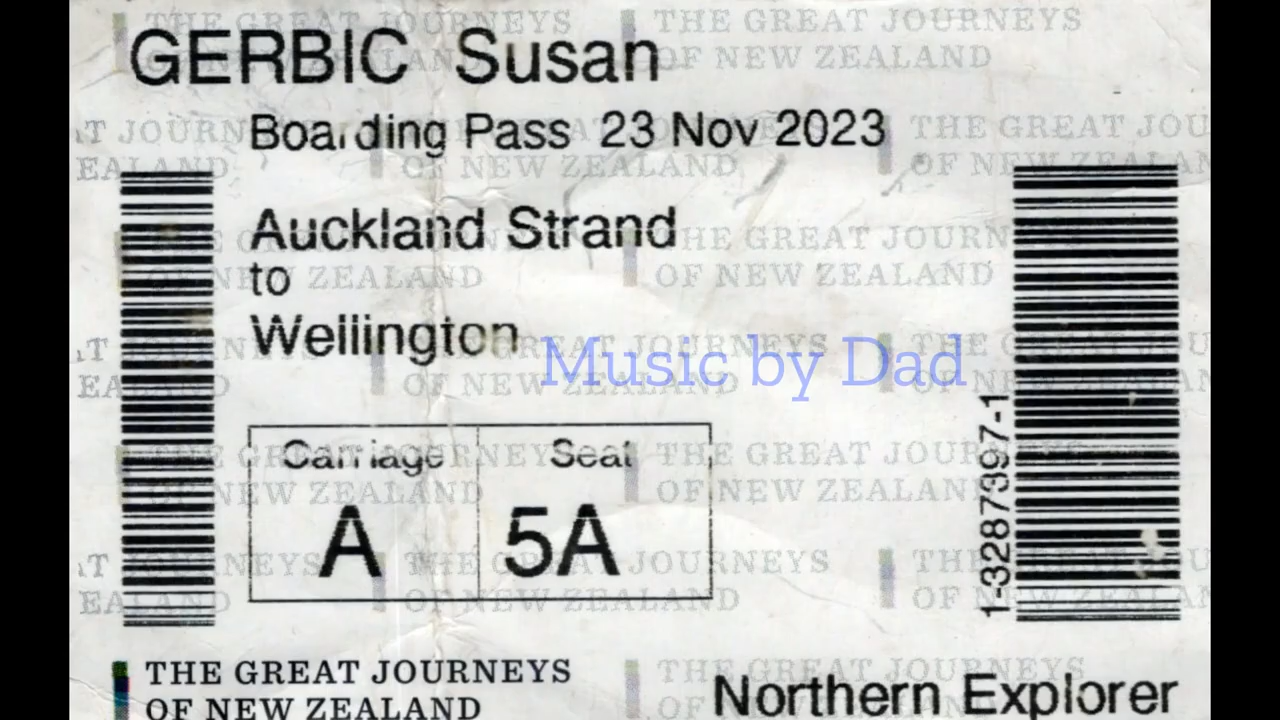 GERBIC Susan
Boarding Pass 23 Nov 2023
Auckland Strand
to
Wellington
Music by Dad
Carriage Seat
A 5A
1-3287397-1
THE GREAT JOURNEYS
OF NEW ZEALAND
Northern Explorer